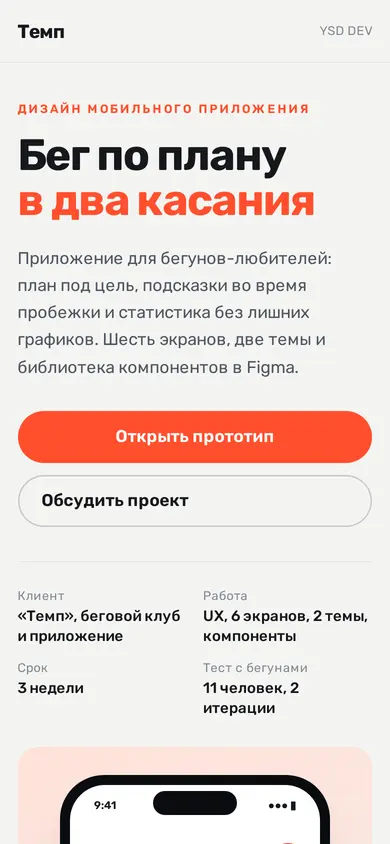 Темп
YSD DEV
ДИЗАЙН МОБИЛЬНОГО ПРИЛОЖЕНИЯ
Бег по плану
в два касания
Приложение для бегунов-любителей:
план под цель, подсказки во время
пробежки и статистика без лишних
графиков. Шесть экранов, две темы и
библиотека компонентов в Figma.
Открыть прототип
Обсудить проект
Клиент
«Темп», беговой клуб
и приложение
Работа
UX, 6 экранов, 2 темы,
компоненты
Срок
3 недели
Тест с бегунами
11 человек, 2
итерации
9:41